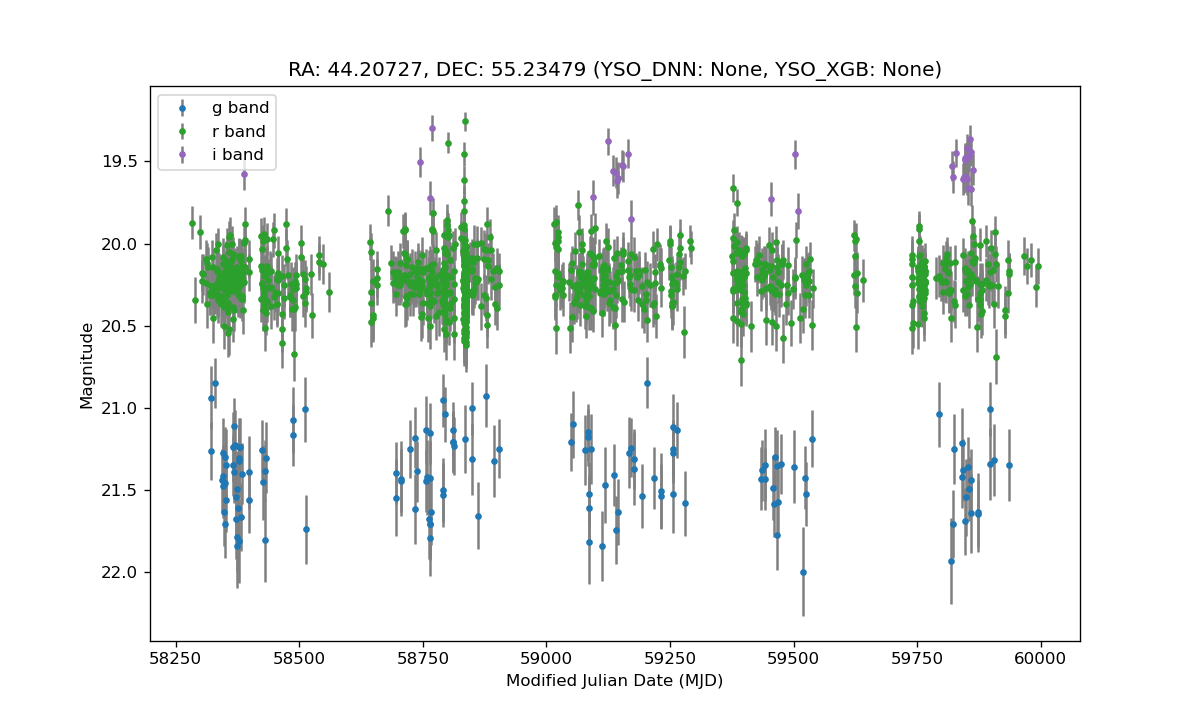 RA: 44.20727, DEC: 55.23479 (YSO_DNN: None, YSO_XGB: None)
g band
r band
i band
19.5
20.0
20.5
21.0
21.5
22.0
Magnitude
58250 58500 58750 59000 59250 59500 59750 60000
Modified Julian Date (MJD)